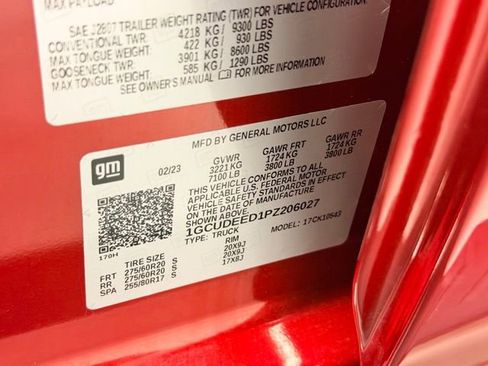 MAX PAYLOAD
SAE J2807 TRAILER WEIGHT RATING (TWR) FOR VEHICLE CONFIGURATION.
CONVENTIONAL TWR: 4218 KG / 9300 LBS
MAX TONGUE WEIGHT: 422 KG / 930 LBS
GOOSENECK TWR: 3901 KG / 8600 LBS
MAX TONGUE WEIGHT: 585 KG / 1290 LBS
SEE OWNER'S MANUAL FOR MORE INFORMATION
gm
MFD BY GENERAL MOTORS LLC
02/23 GVWR GAWR FRT GAWR RR
3221 KG 1724 KG 1724 KG
7100 LB 3800 LB 3800 LB
THIS VEHICLE CONFORMS TO ALL
APPLICABLE U.S. FEDERAL MOTOR
VEHICLE SAFETY STANDARDS IN EFFECT
ON THE DATE OF MANUFACTURE
SHOWN ABOVE.
1GCUDEED1PZ206027
TYPE: TRUCK MODEL: 17CK10543
170H
TIRE SIZE RIM
FRT 275/60R20 S 20X9J
RR 275/60R20 S 20X9J
SPA 255/80R17 S 17X8J